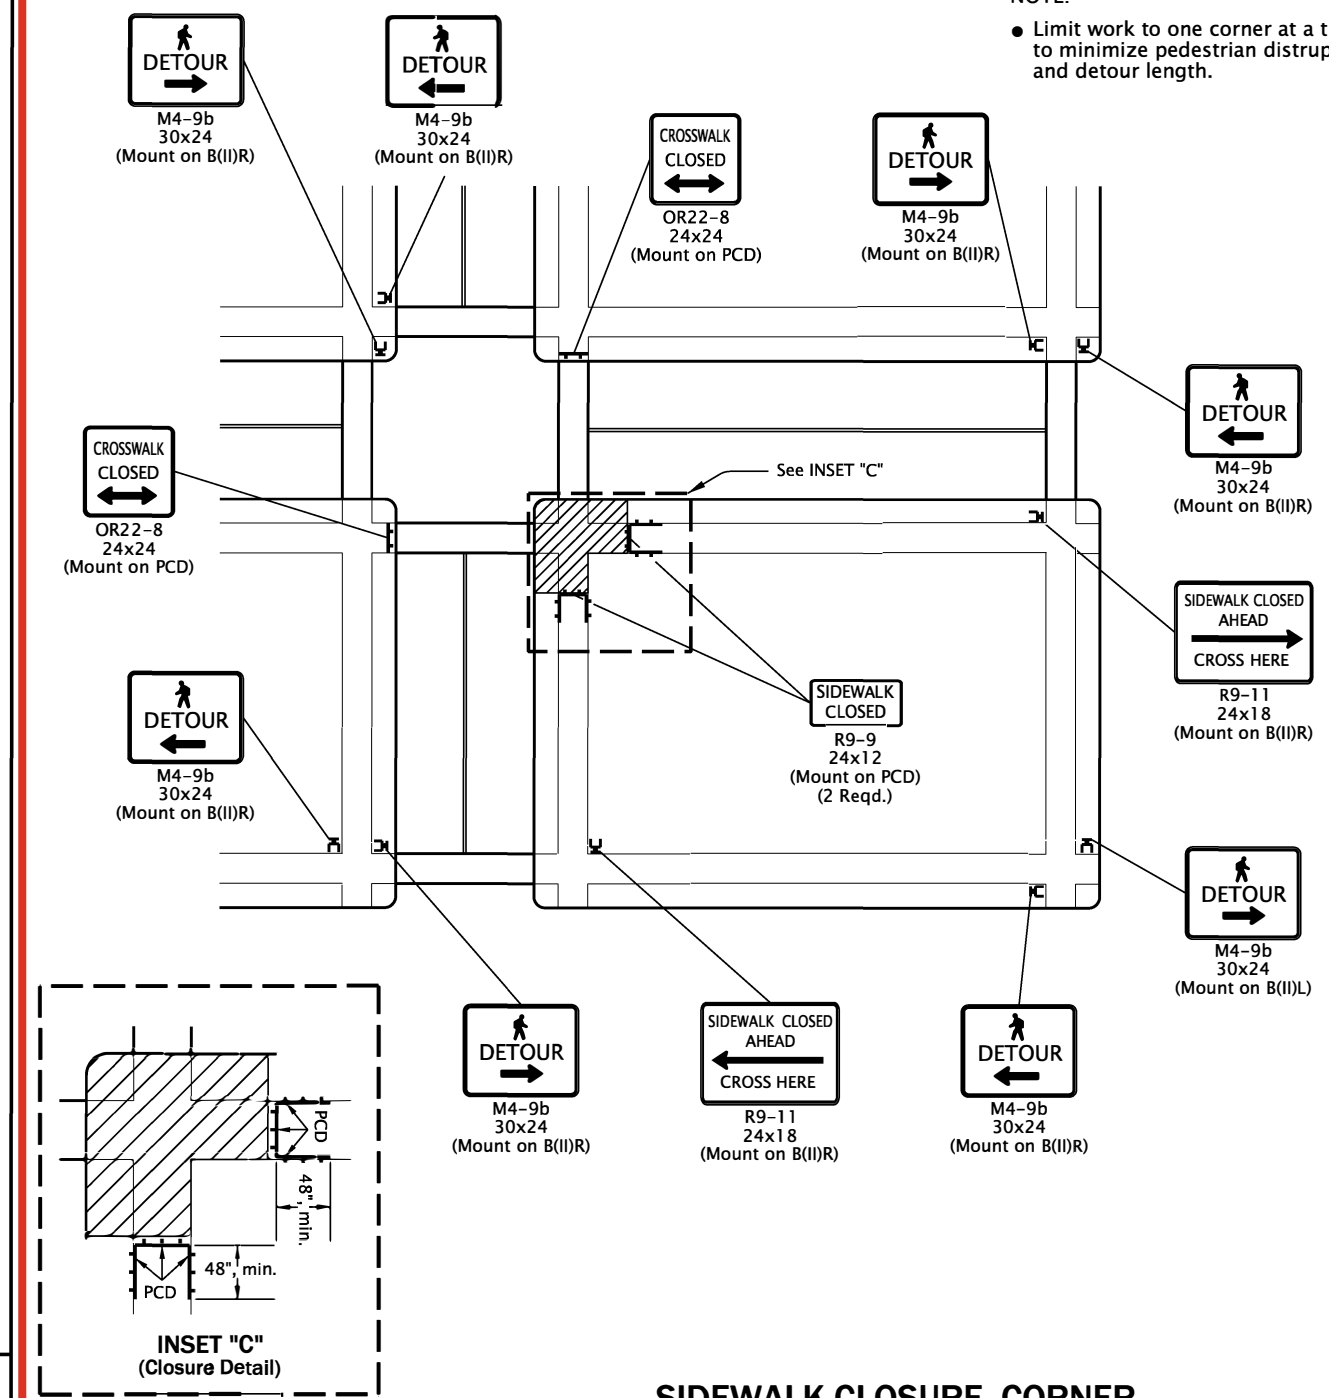 NOTE:
● Limit work to one corner at a
to minimize pedestrian
and detour length.
DETOUR
M4-9b
30x24
(Mount on B(II)R)
DETOUR
M4-9b
30x24
(Mount on B(II)R)
CROSSWALK
CLOSED
OR22-8
24x24
(Mount on PCD)
DETOUR
M4-9b
30x24
(Mount on B(II)R)
DETOUR
M4-9b
30x24
(Mount on B(II)R)
See INSET "C"
CROSSWALK
CLOSED
OR22-8
24x24
(Mount on PCD)
SIDEWALK CLOSED
AHEAD
CROSS HERE
R9-11
24x18
(Mount on B(II)R)
SIDEWALK
CLOSED
R9-9
24x12
(Mount on PCD)
(2 Reqd.)
DETOUR
M4-9b
30x24
(Mount on B(II)R)
DETOUR
M4-9b
30x24
(Mount on B(II)L)
DETOUR
M4-9b
30x24
(Mount on B(II)R)
SIDEWALK CLOSED
AHEAD
CROSS HERE
R9-11
24x18
(Mount on B(II)R)
DETOUR
M4-9b
30x24
(Mount on B(II)R)
PCD
48", min.
48", min.
PCD
INSET "C"
(Closure Detail)
SIDEWALK CLOSURE, CORNER